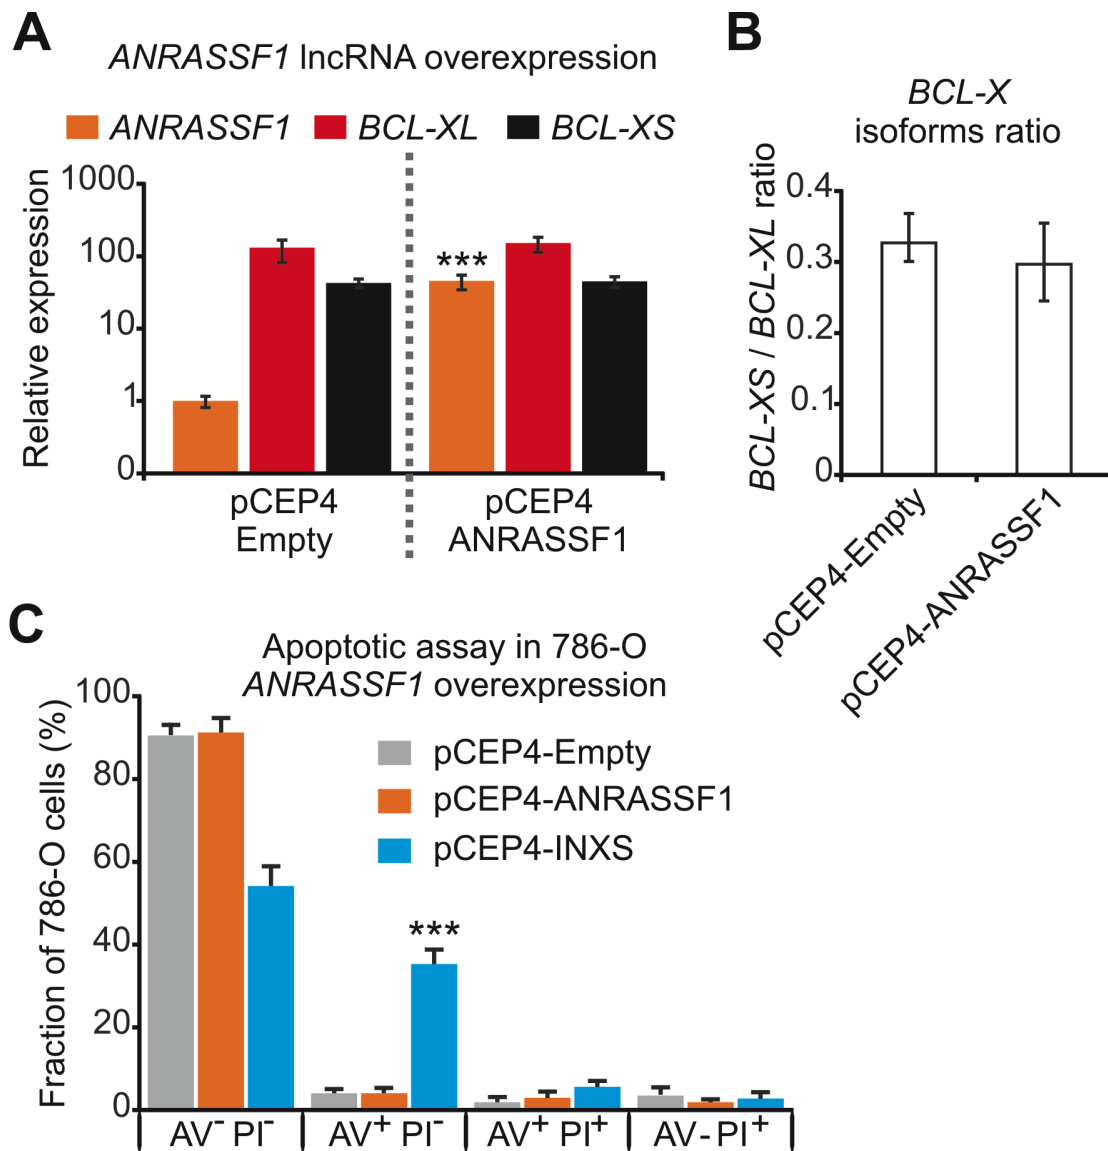 A
ANRASSF1 lncRNA overexpression
ANRASSF1 BCL-XL BCL-XS
Relative expression
1000
100
10
1
0
***
pCEP4
Empty
pCEP4
ANRASSF1
B
BCL-X
isoforms ratio
BCL-XS / BCL-XL ratio
0.4
0.3
0.2
0.1
0
pCEP4-Empty
pCEP4-ANRASSF1
C
Apoptotic assay in 786-O
ANRASSF1 overexpression
pCEP4-Empty
pCEP4-ANRASSF1
pCEP4-INXS
Fraction of 786-O cells (%)
100
80
60
40
20
0
***
AV⁻ PI⁻
AV⁺ PI⁻
AV⁺ PI⁺
AV-PI⁺